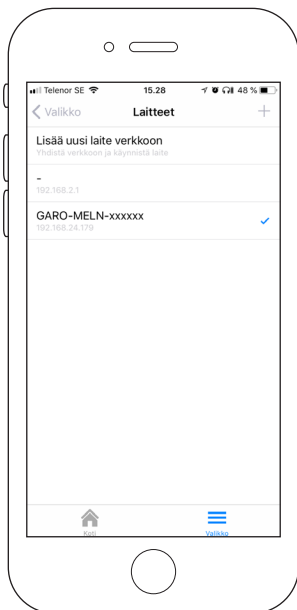 Telenor SE 15.28 48 %
Valikko Laitteet
Lisää uusi laite verkkoon
Yhdistä verkkoon ja käynnistä laite
-
192.168.2.1
GARO-MELN-xxxxxx
192.168.24.179
Koti Valikko